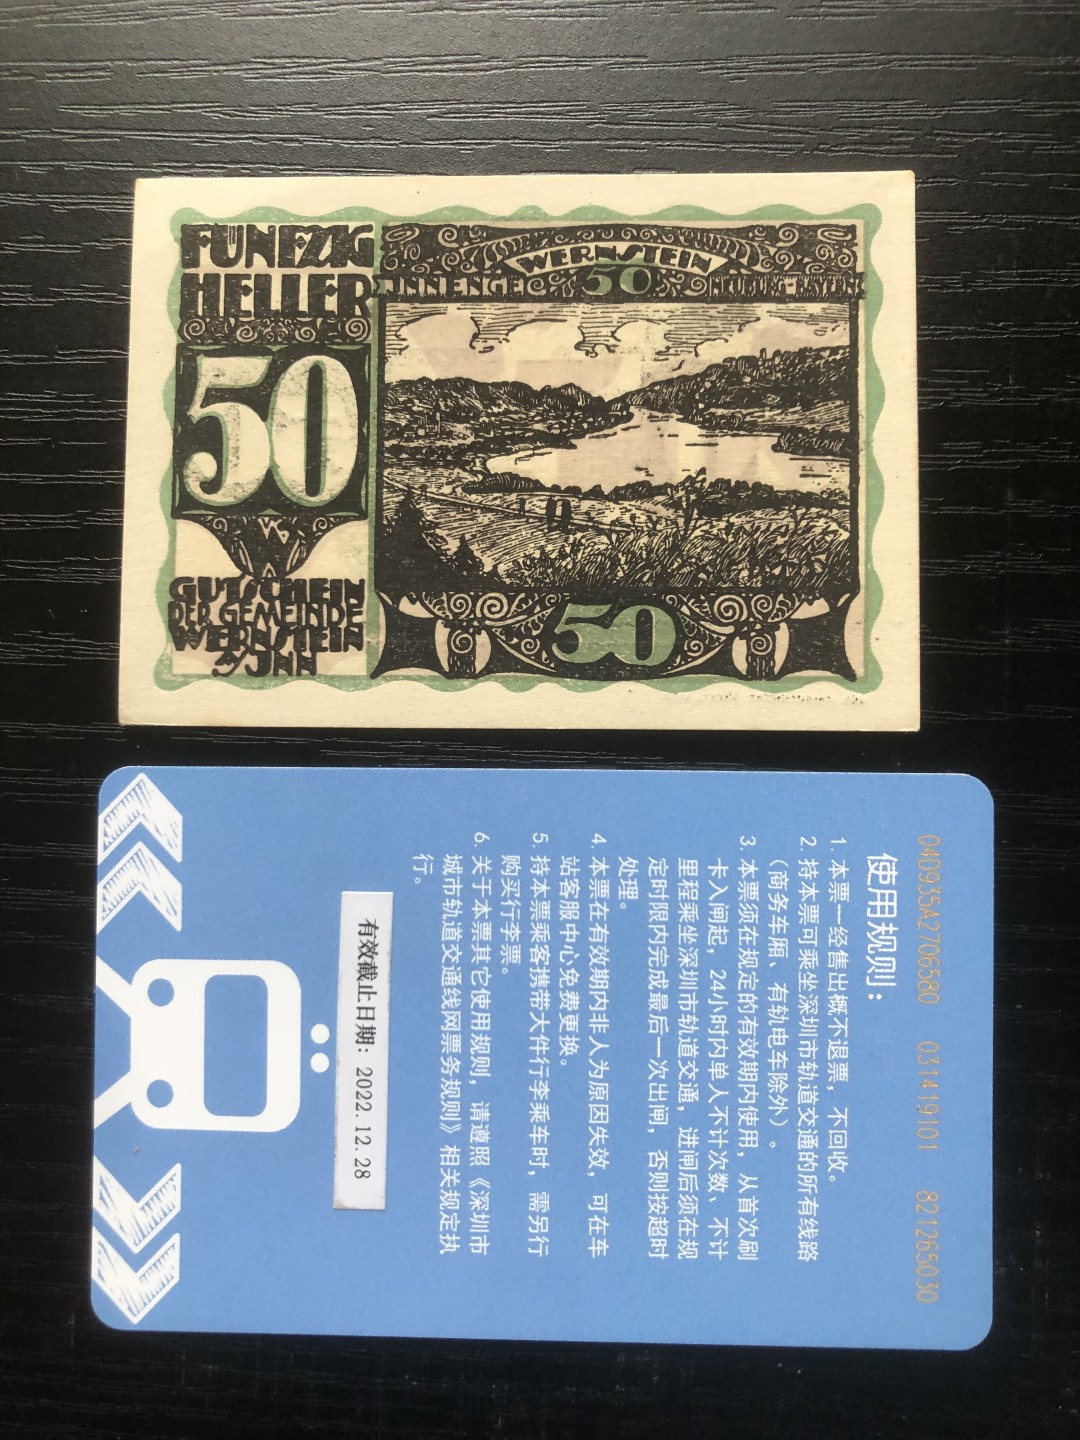 FUNFZIG
HELLER
50
GUTSCHEIN
DER GEMEINDE
WERNSTEIN
a/ INN
WERNSTEIN
INNENGE 50 NEUBURG-BAYERN
50
04D935A2706580 031419101 821265030
使用规则：
1. 本票一经售出概不退票，不回收。
2. 持本票可乘坐深圳市轨道交通的所有线路
（商务车厢、有轨电车除外）。
3. 本票须在规定的有效期内使用，从首次刷
卡入闸起，24小时内单人不计次数、不计
里程乘坐深圳市轨道交通，进闸后须在规
定时限内完成最后一次出闸，否则按超时
处理。
4. 本票在有效期内非人为原因失效，可在车
站客服中心免费更换。
5. 持本票乘客携带大件行李乘车时，需另行
购买行李票。
6. 关于本票其它使用规则，请遵照《深圳市
城市轨道交通线网票务规则》相关规定执
行。
有效截止日期：2022.12.28